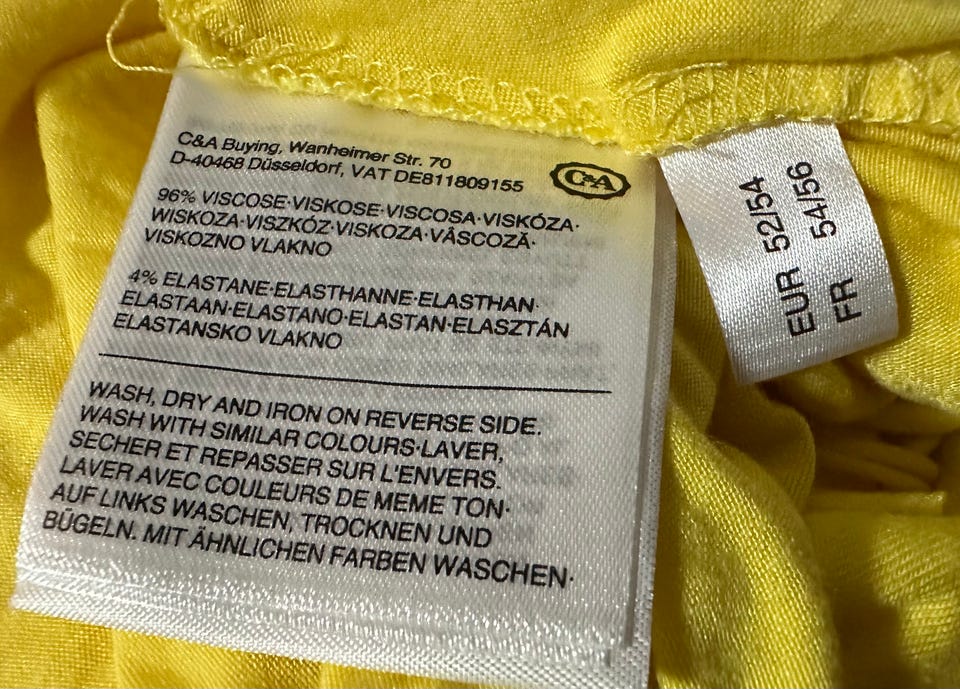 C&A Buying, Wanheimer Str. 70
D-40468 Düsseldorf, VAT DE811809155
C&A
96% VISCOSE·VISKOSE·VISCOSA·VISKÓZA·
WISKOZA·VISZKÓZ·VISKOZA·VÂSCOZĂ·
VISKOZNO VLAKNO
4% ELASTANE·ELASTHANNE·ELASTHAN·
ELASTAAN·ELASTANO·ELASTAN·ELASZTÁN
ELASTANSKO VLAKNO
WASH, DRY AND IRON ON REVERSE SIDE.
WASH WITH SIMILAR COLOURS·LAVER,
SECHER ET REPASSER SUR L'ENVERS.
LAVER AVEC COULEURS DE MEME TON·
AUF LINKS WASCHEN, TROCKNEN UND
BÜGELN. MIT ÄHNLICHEN FARBEN WASCHEN·
EUR 52/54
FR 54/56